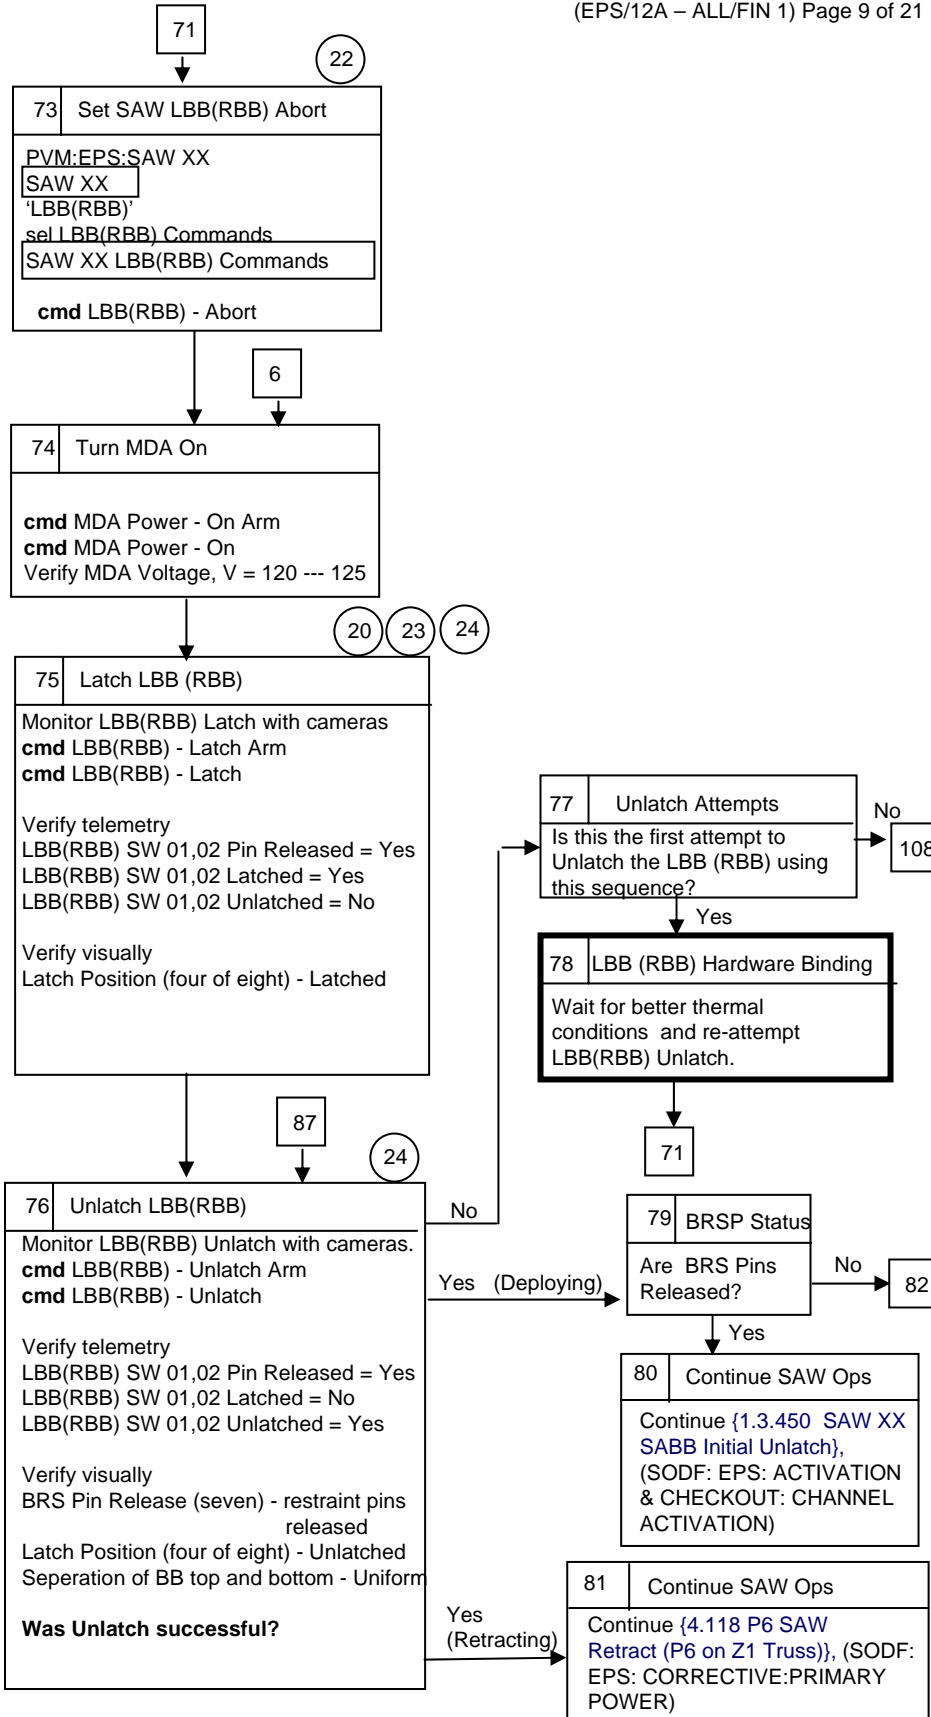 (EPS/12A – ALL/FIN 1) Page 9 of 21
71
22
73 Set SAW LBB(RBB) Abort
PVM:EPS:SAW XX
SAW XX
‘LBB(RBB)’
sel LBB(RBB) Commands
SAW XX LBB(RBB) Commands
cmd LBB(RBB) - Abort
6
74 Turn MDA On
cmd MDA Power - On Arm
cmd MDA Power - On
Verify MDA Voltage, V = 120 --- 125
20 23 24
75 Latch LBB (RBB)
Monitor LBB(RBB) Latch with cameras
cmd LBB(RBB) - Latch Arm
cmd LBB(RBB) - Latch
Verify telemetry
LBB(RBB) SW 01,02 Pin Released = Yes
LBB(RBB) SW 01,02 Latched = Yes
LBB(RBB) SW 01,02 Unlatched = No
Verify visually
Latch Position (four of eight) - Latched
87
24
76 Unlatch LBB(RBB)
Monitor LBB(RBB) Unlatch with cameras.
cmd LBB(RBB) - Unlatch Arm
cmd LBB(RBB) - Unlatch
Verify telemetry
LBB(RBB) SW 01,02 Pin Released = Yes
LBB(RBB) SW 01,02 Latched = No
LBB(RBB) SW 01,02 Unlatched = Yes
Verify visually
BRS Pin Release (seven) - restraint pins
released
Latch Position (four of eight) - Unlatched
Seperation of BB top and bottom - Uniform
Was Unlatch successful?
No
77 Unlatch Attempts
Is this the first attempt to
Unlatch the LBB (RBB) using
this sequence?
No
108
Yes
78 LBB (RBB) Hardware Binding
Wait for better thermal
conditions and re-attempt
LBB(RBB) Unlatch.
71
Yes (Deploying)
79 BRSP Status
Are BRS Pins
Released?
No
82
Yes
80 Continue SAW Ops
Continue {1.3.450 SAW XX
SABB Initial Unlatch},
(SODF: EPS: ACTIVATION
& CHECKOUT: CHANNEL
ACTIVATION)
Yes
(Retracting)
81 Continue SAW Ops
Continue {4.118 P6 SAW
Retract (P6 on Z1 Truss)}, (SODF:
EPS: CORRECTIVE:PRIMARY
POWER)